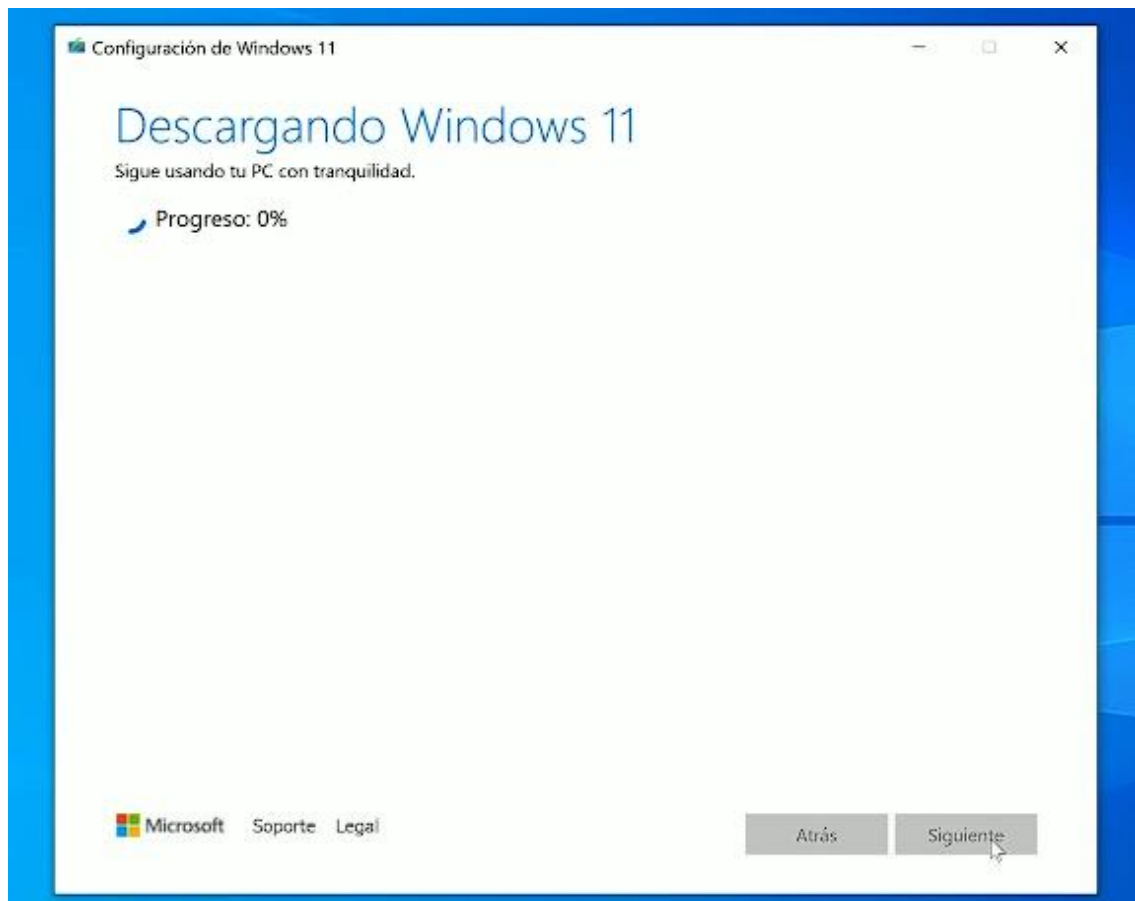 Configuración de Windows 11
Descargando Windows 11
Sigue usando tu PC con tranquilidad.
Progreso: 0%
Microsoft Soporte Legal
Atrás Siguiente